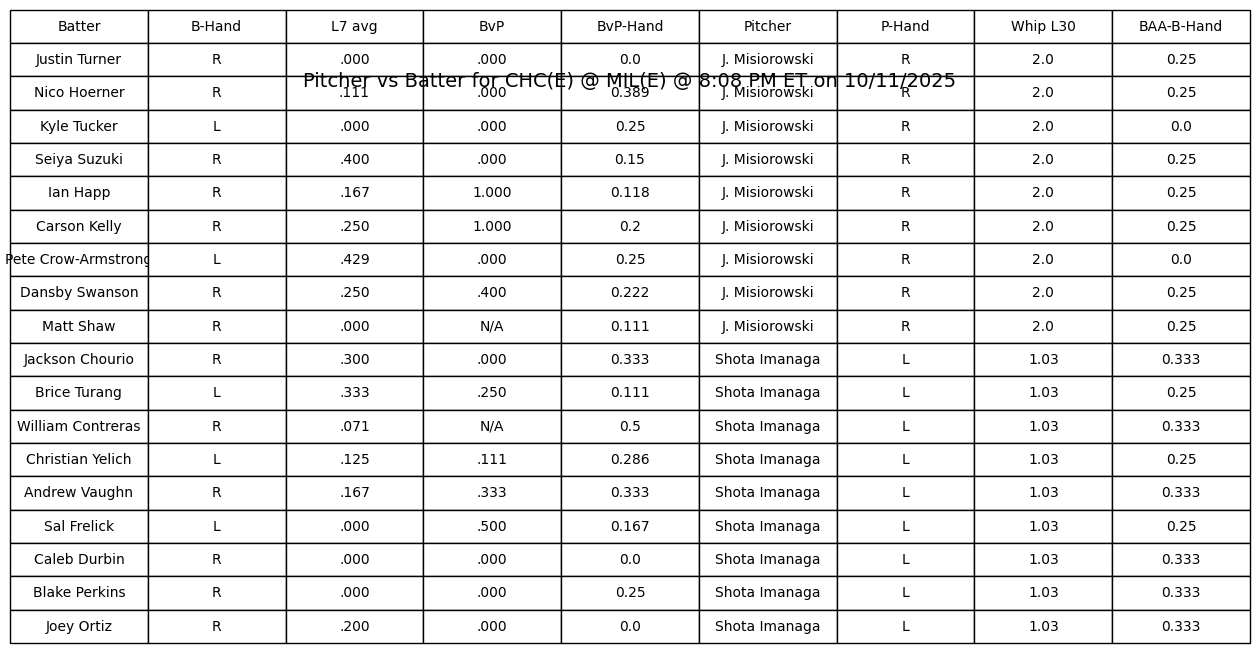 Batter B-Hand L7 avg BvP BvP-Hand Pitcher P-Hand Whip L30 BAA-B-Hand
Justin Turner R .000 .000 0.0 J. Misiorowski R 2.0 0.25
Pitcher vs Batter for CHC(E) @ MIL(E) @ 8:08 PM ET on 10/11/2025
Nico Hoerner R .111 .000 0.389 J. Misiorowski R 2.0 0.25
Kyle Tucker L .000 .000 0.25 J. Misiorowski R 2.0 0.0
Seiya Suzuki R .400 .000 0.15 J. Misiorowski R 2.0 0.25
Ian Happ R .167 1.000 0.118 J. Misiorowski R 2.0 0.25
Carson Kelly R .250 1.000 0.2 J. Misiorowski R 2.0 0.25
Pete Crow-Armstrong L .429 .000 0.25 J. Misiorowski R 2.0 0.0
Dansby Swanson R .250 .400 0.222 J. Misiorowski R 2.0 0.25
Matt Shaw R .000 N/A 0.111 J. Misiorowski R 2.0 0.25
Jackson Chourio R .300 .000 0.333 Shota Imanaga L 1.03 0.333
Brice Turang L .333 .250 0.111 Shota Imanaga L 1.03 0.25
William Contreras R .071 N/A 0.5 Shota Imanaga L 1.03 0.333
Christian Yelich L .125 .111 0.286 Shota Imanaga L 1.03 0.25
Andrew Vaughn R .167 .333 0.333 Shota Imanaga L 1.03 0.333
Sal Frelick L .000 .500 0.167 Shota Imanaga L 1.03 0.25
Caleb Durbin R .000 .000 0.0 Shota Imanaga L 1.03 0.333
Blake Perkins R .000 .000 0.25 Shota Imanaga L 1.03 0.333
Joey Ortiz R .200 .000 0.0 Shota Imanaga L 1.03 0.333